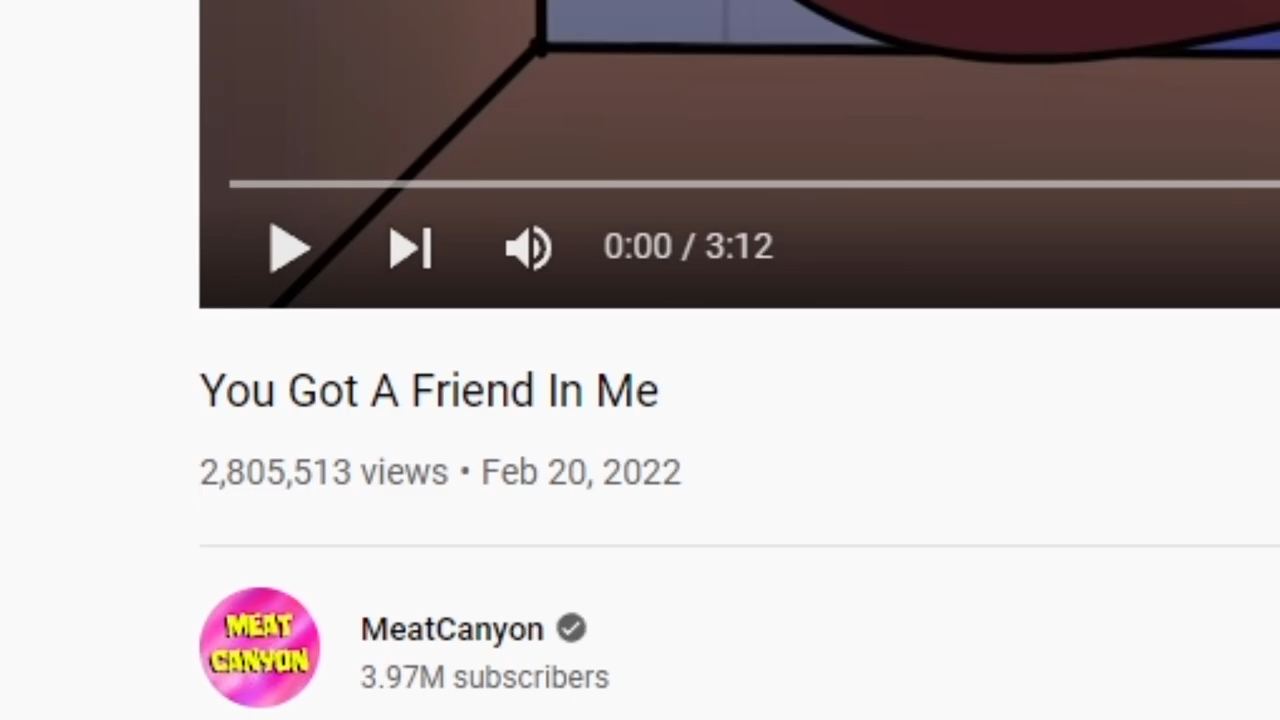 0:00 / 3:12
You Got A Friend In Me
2,805,513 views • Feb 20, 2022
MEAT
CANYON
MeatCanyon
3.97M subscribers